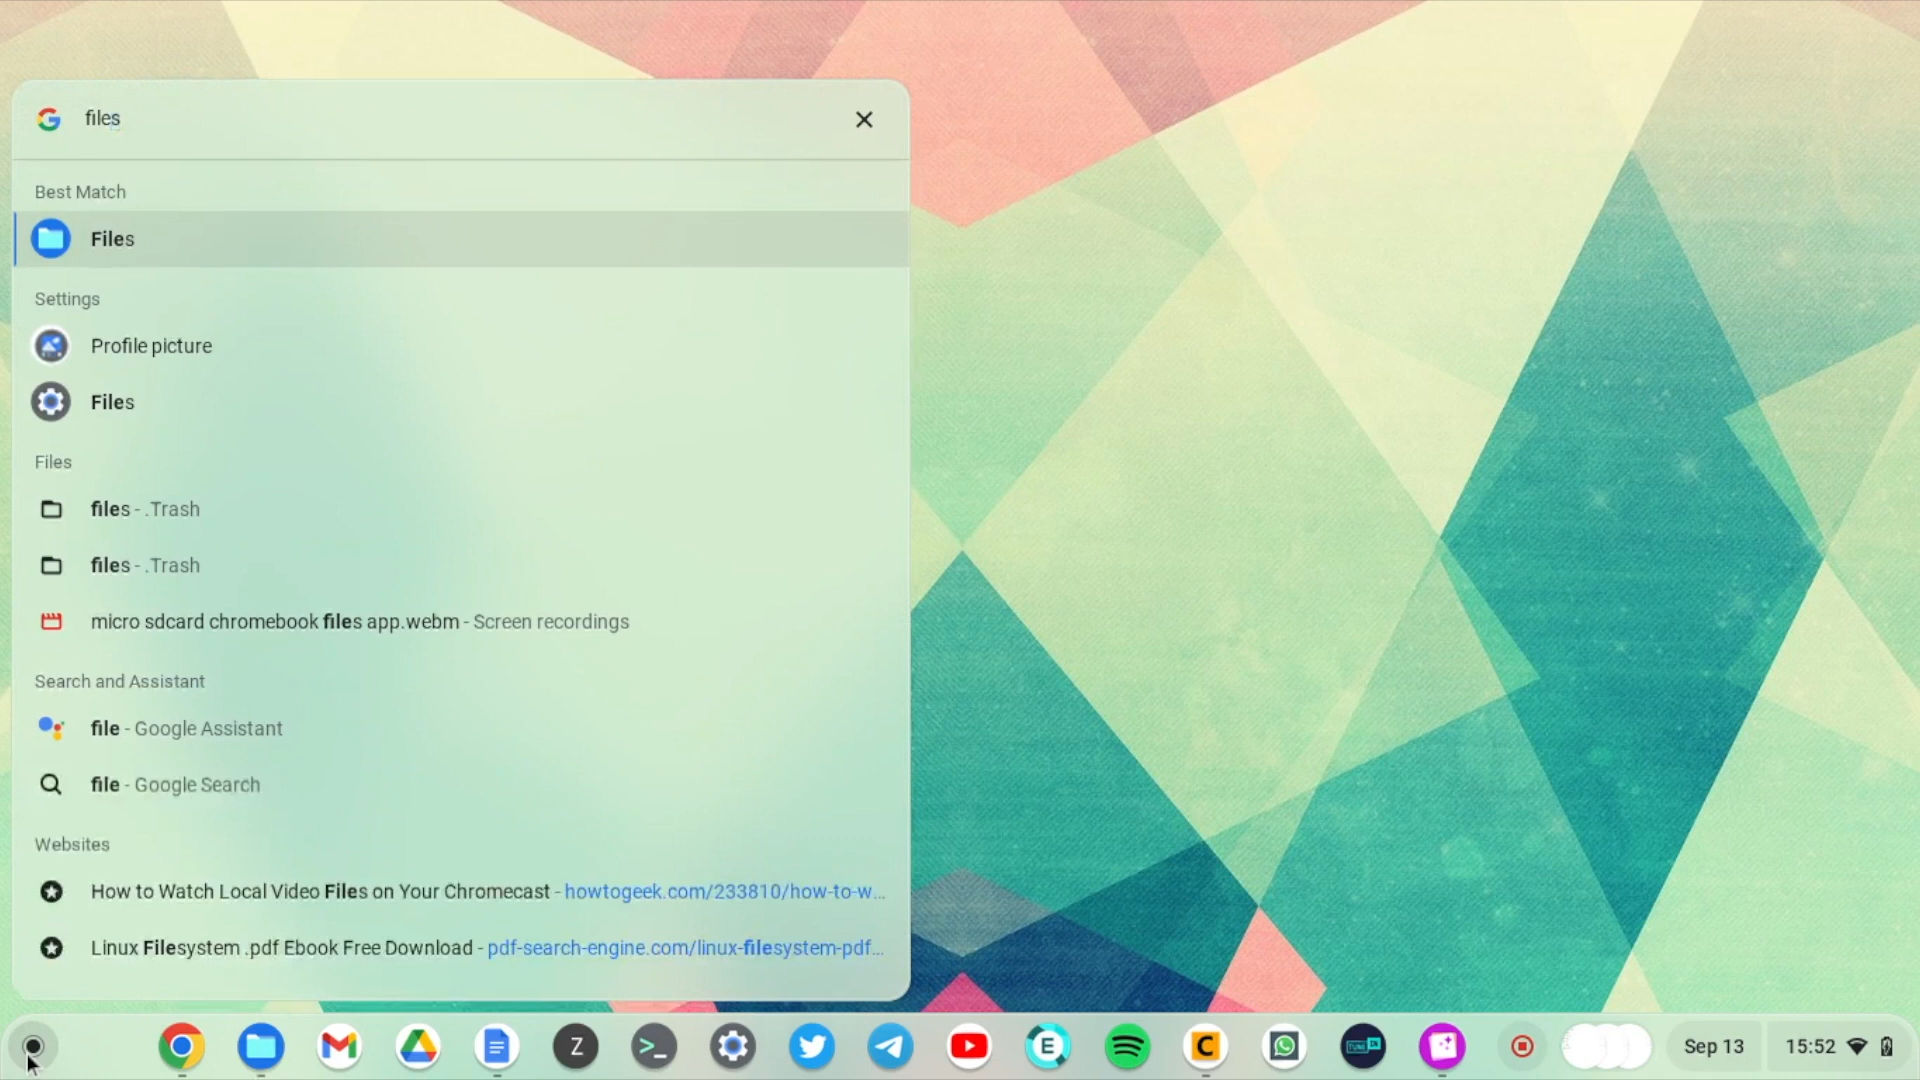 files
Best Match
Files
Settings
Profile picture
Files
Files
files - .Trash
files - .Trash
micro sdcard chromebook files app.webm - Screen recordings
Search and Assistant
file - Google Assistant
file - Google Search
Websites
How to Watch Local Video Files on Your Chromecast - howtogeek.com/233810/how-to-w...
Linux Filesystem .pdf Ebook Free Download - pdf-search-engine.com/linux-filesystem-pdf...
Z
>_
E
C
TUNE IN
Sep 13
15:52